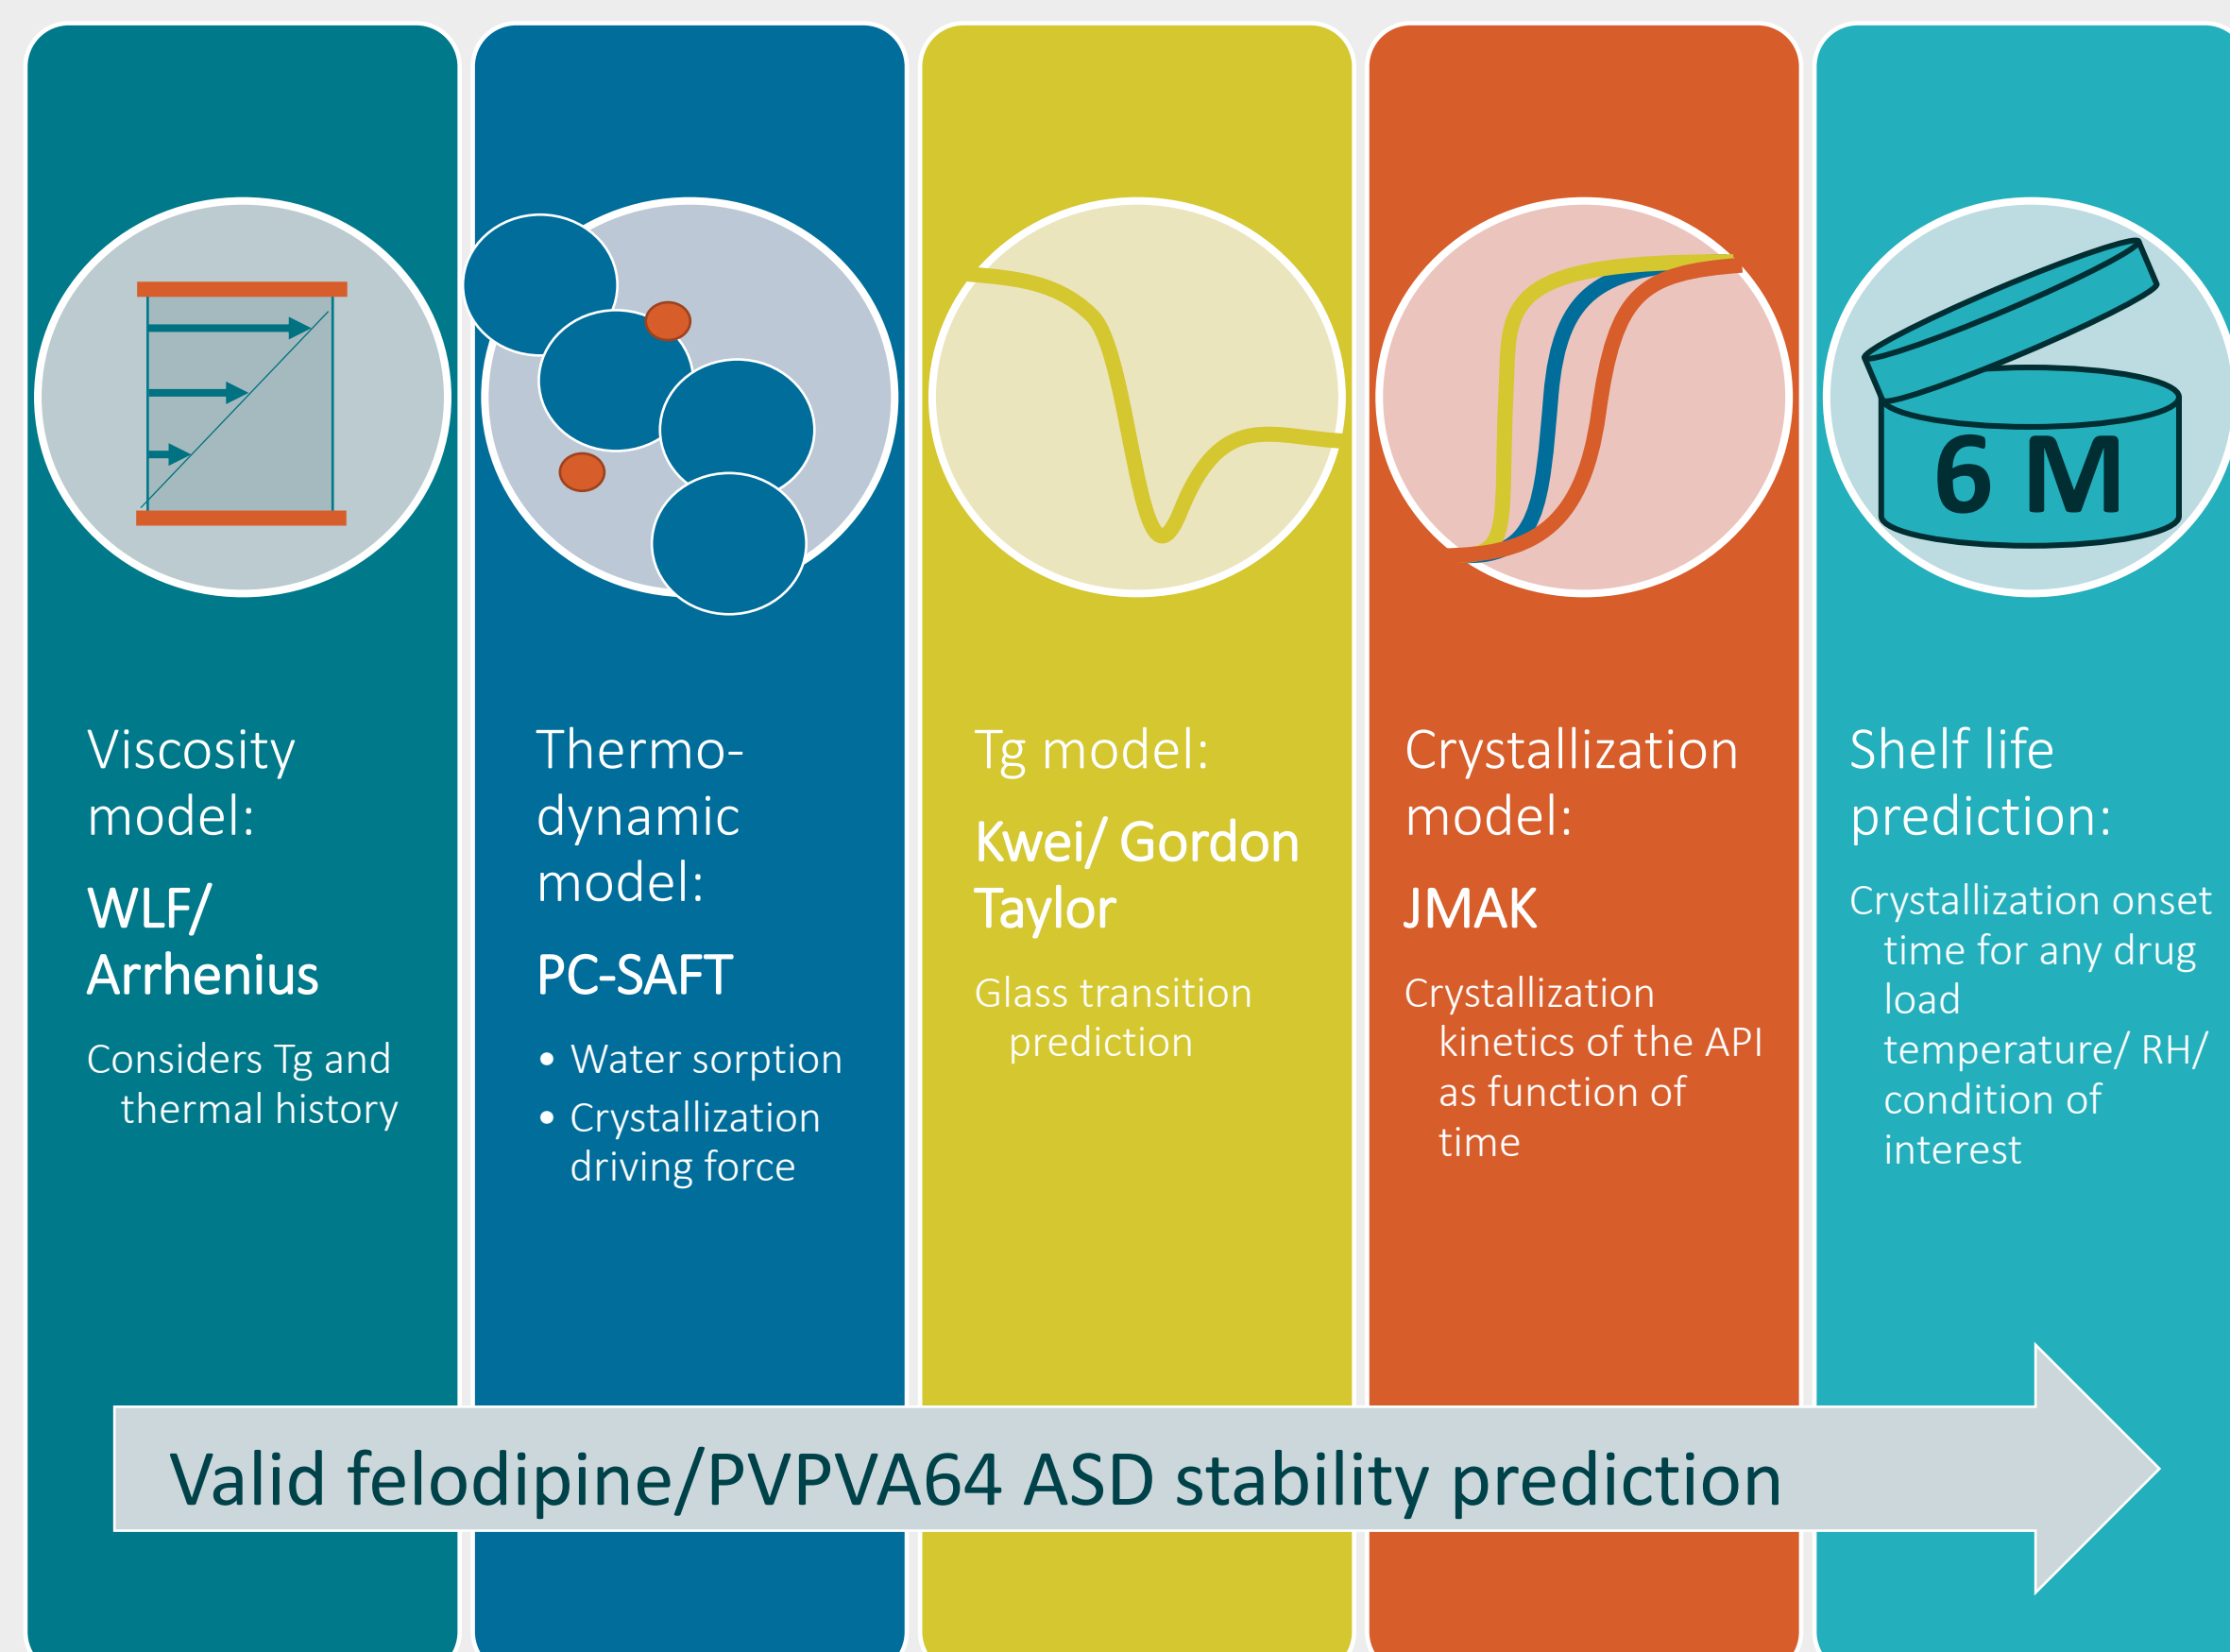 6 M
Viscosity
model:
WLF/
Arrhenius
Considers Tg and
thermal history
Thermo-
dynamic
model:
PC-SAFT
• Water sorption
• Crystallization
driving force
Tg model:
Kwei/ Gordon
Taylor
Glass transition
prediction
Crystallization
model:
JMAK
Crystallization
kinetics of the API
as function of
time
Shelf life
prediction:
Crystallization onset
time for any drug
load
temperature/ RH/
condition of
interest
Valid felodipine/PVPVA64 ASD stability prediction